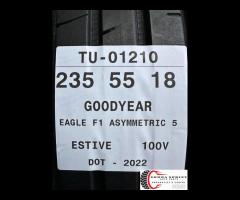 TU-01210
235 55 18
GOODYEAR
EAGLE F1 ASYMMETRIC 5
ESTIVE 100V
DOT - 2022